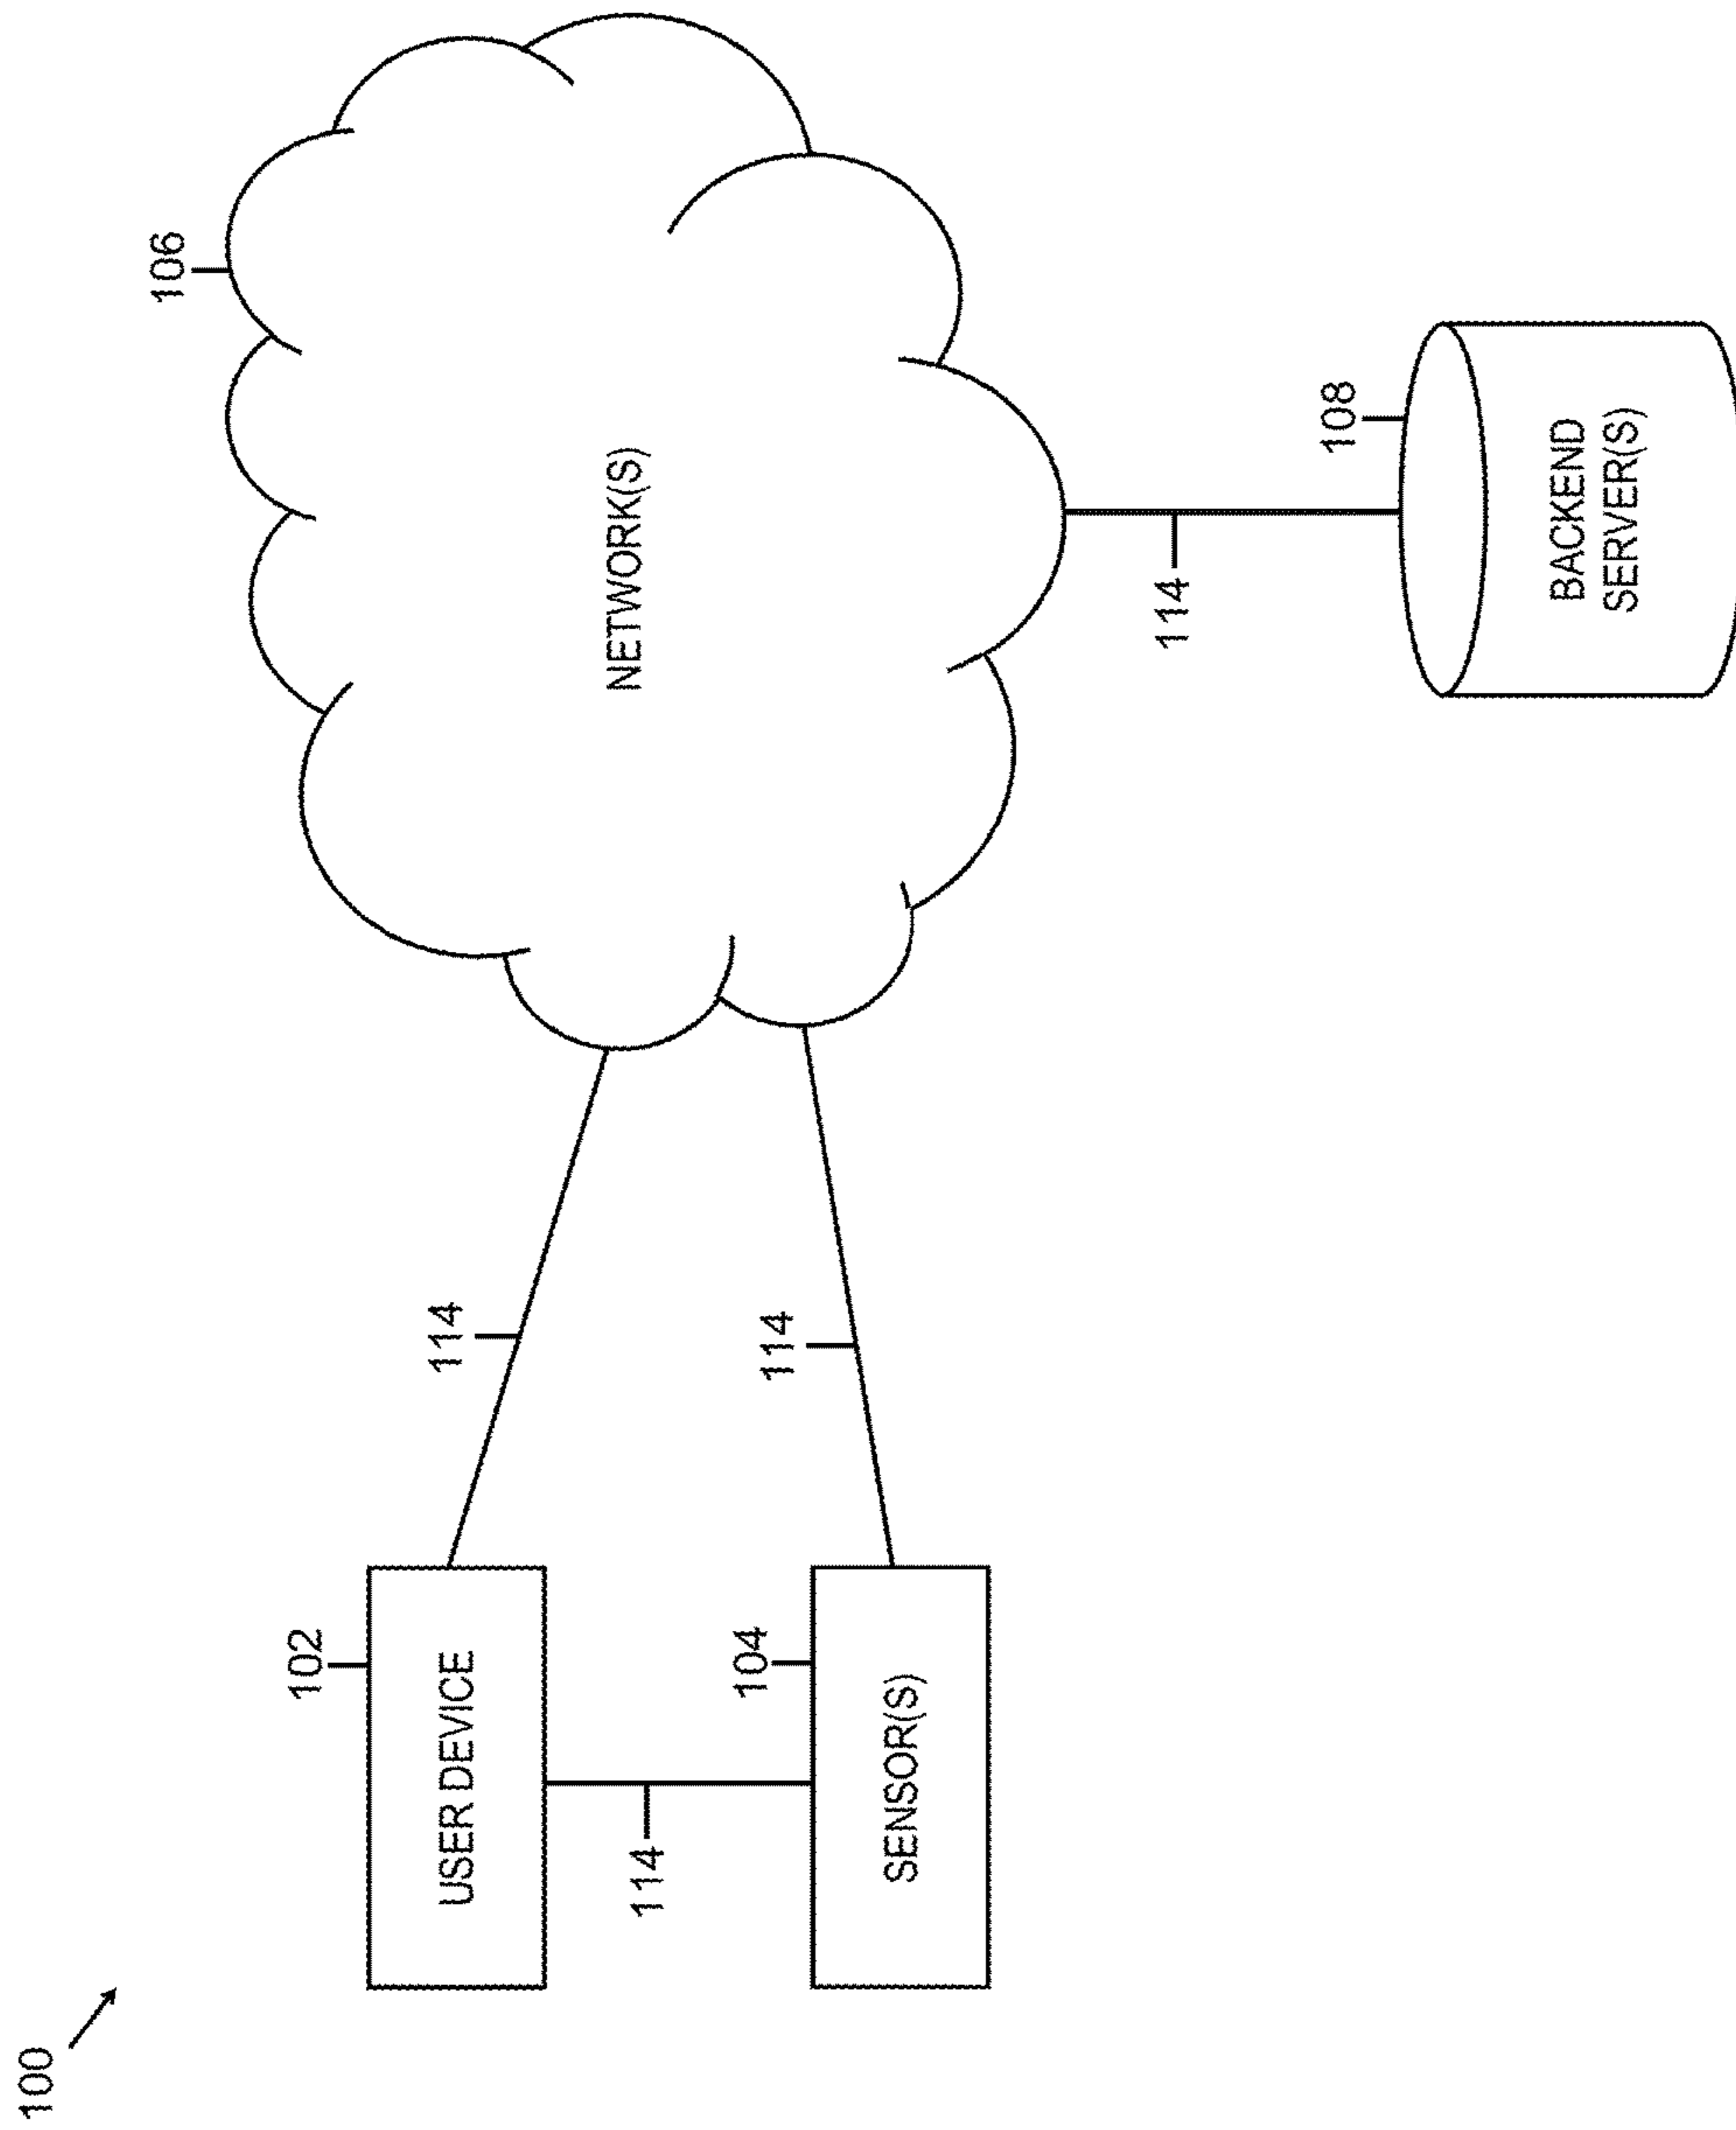 100
102
USER DEVICE
114
104
SENSOR(S)
114
114
106
NETWORK(S)
114
108
BACKEND
SERVER(S)